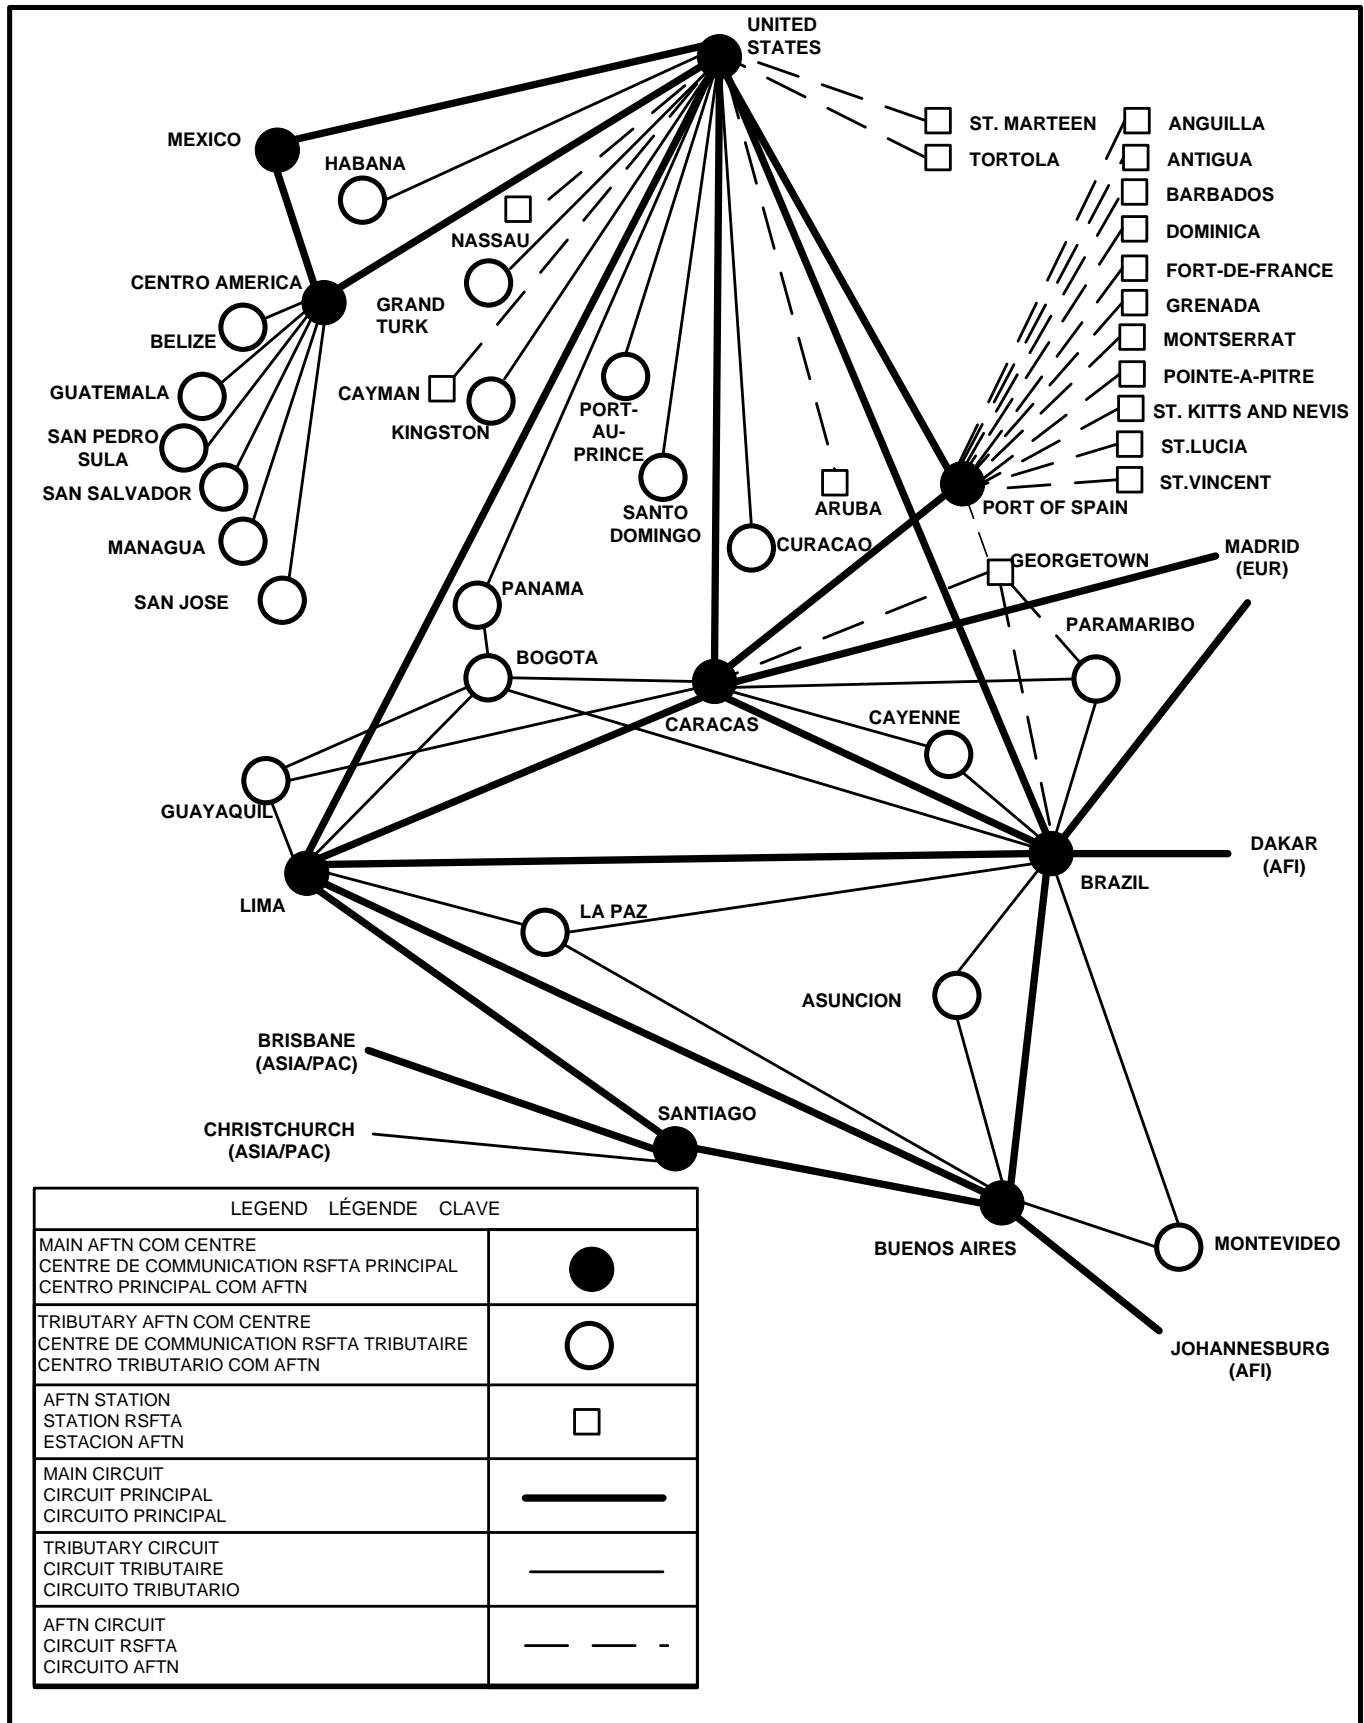 UNITED
STATES
MEXICO
HABANA
ST. MARTEEN
TORTOLA
ANGUILLA
ANTIGUA
BARBADOS
DOMINICA
FORT-DE-FRANCE
GRENADA
MONTSERRAT
POINTE-A-PITRE
ST. KITTS AND NEVIS
ST.LUCIA
ST.VINCENT
NASSAU
CENTRO AMERICA
GRAND
TURK
BELIZE
CAYMAN
GUATEMALA
KINGSTON
PORT-
AU-
PRINCE
SAN PEDRO
SULA
SAN SALVADOR
SANTO
DOMINGO
ARUBA
PORT OF SPAIN
MANAGUA
CURACAO
GEORGETOWN
MADRID
(EUR)
SAN JOSE
PANAMA
PARAMARIBO
BOGOTA
CARACAS
CAYENNE
GUAYAQUIL
LIMA
BRAZIL
DAKAR
(AFI)
LA PAZ
ASUNCION
BRISBANE
(ASIA/PAC)
CHRISTCHURCH
(ASIA/PAC)
SANTIAGO
BUENOS AIRES
MONTEVIDEO
JOHANNESBURG
(AFI)
LEGEND LÉGENDE CLAVE
MAIN AFTN COM CENTRE
CENTRE DE COMMUNICATION RSFTA PRINCIPAL
CENTRO PRINCIPAL COM AFTN
TRIBUTARY AFTN COM CENTRE
CENTRE DE COMMUNICATION RSFTA TRIBUTAIRE
CENTRO TRIBUTARIO COM AFTN
AFTN STATION
STATION RSFTA
ESTACION AFTN
MAIN CIRCUIT
CIRCUIT PRINCIPAL
CIRCUITO PRINCIPAL
TRIBUTARY CIRCUIT
CIRCUIT TRIBUTAIRE
CIRCUITO TRIBUTARIO
AFTN CIRCUIT
CIRCUIT RSFTA
CIRCUITO AFTN